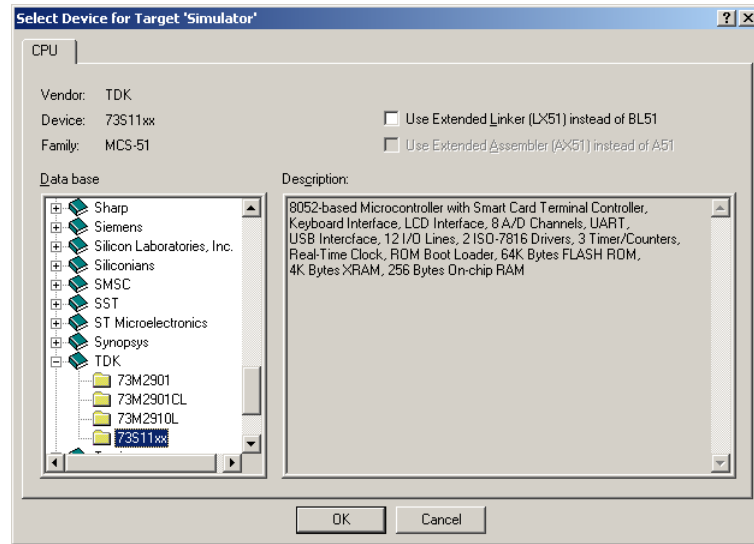 Select Device for Target 'Simulator'
CPU
Vendor: TDK
Device: 73S11xx
Family: MCS-51
Use Extended Linker (LX51) instead of BL51
Use Extended Assembler (AX51) instead of A51
Data base
Sharp
Siemens
Silicon Laboratories, Inc.
Siliconians
SMSC
SST
ST Microelectronics
Synopsys
TDK
73M2901
73M2901CL
73M2910L
73S11xx
Description:
8052-based Microcontroller with Smart Card Terminal Controller,
Keyboard Interface, LCD Interface, 8 A/D Channels, UART,
USB Intercface, 12 I/O Lines, 2 ISO-7816 Drivers, 3 Timer/Counters,
Real-Time Clock, ROM Boot Loader, 64K Bytes FLASH ROM,
4K Bytes XRAM, 256 Bytes On-chip RAM
OK
Cancel